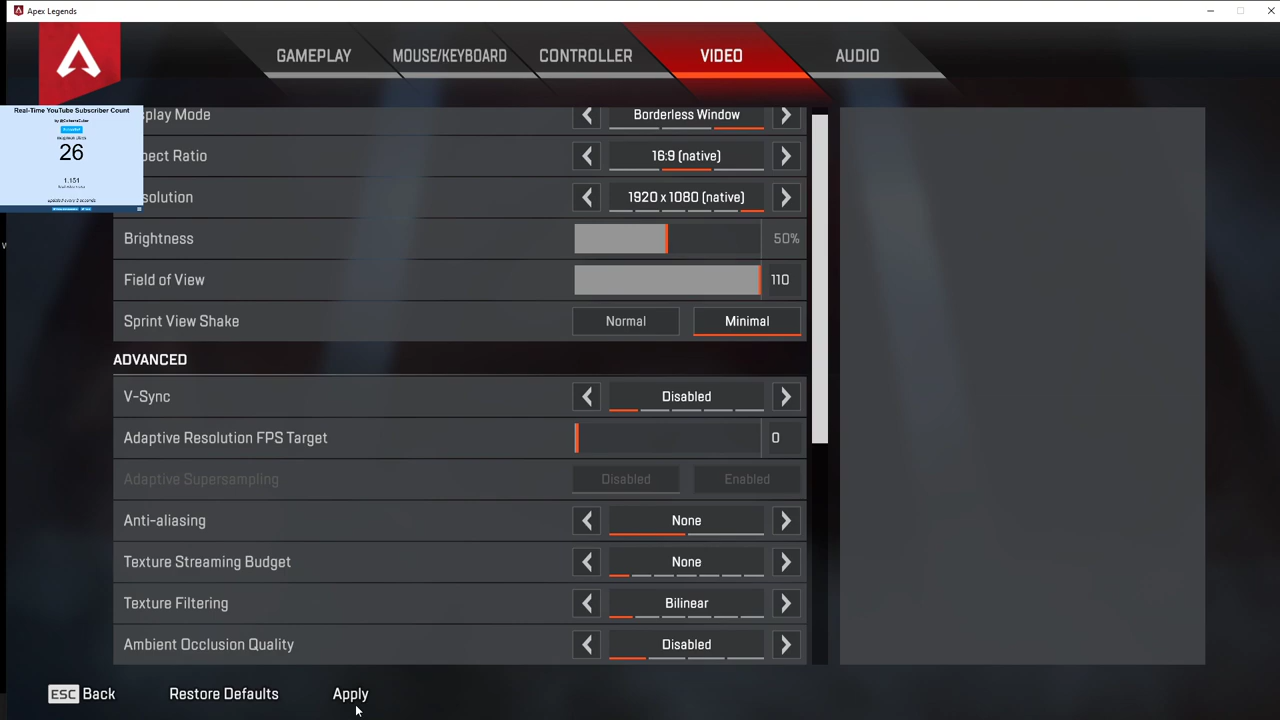 Apex Legends
GAMEPLAY
MOUSE/KEYBOARD
CONTROLLER
VIDEO
AUDIO
Real-Time YouTube Subscriber Count
26
1,151
splay Mode
Borderless Window
pect Ratio
16:9 (native)
solution
1920 x 1080 (native)
Brightness
50%
Field of View
110
Sprint View Shake
Normal
Minimal
ADVANCED
V-Sync
Disabled
Adaptive Resolution FPS Target
0
Adaptive Supersampling
Disabled
Enabled
Anti-aliasing
None
Texture Streaming Budget
None
Texture Filtering
Bilinear
Ambient Occlusion Quality
Disabled
ESC Back
Restore Defaults
Apply